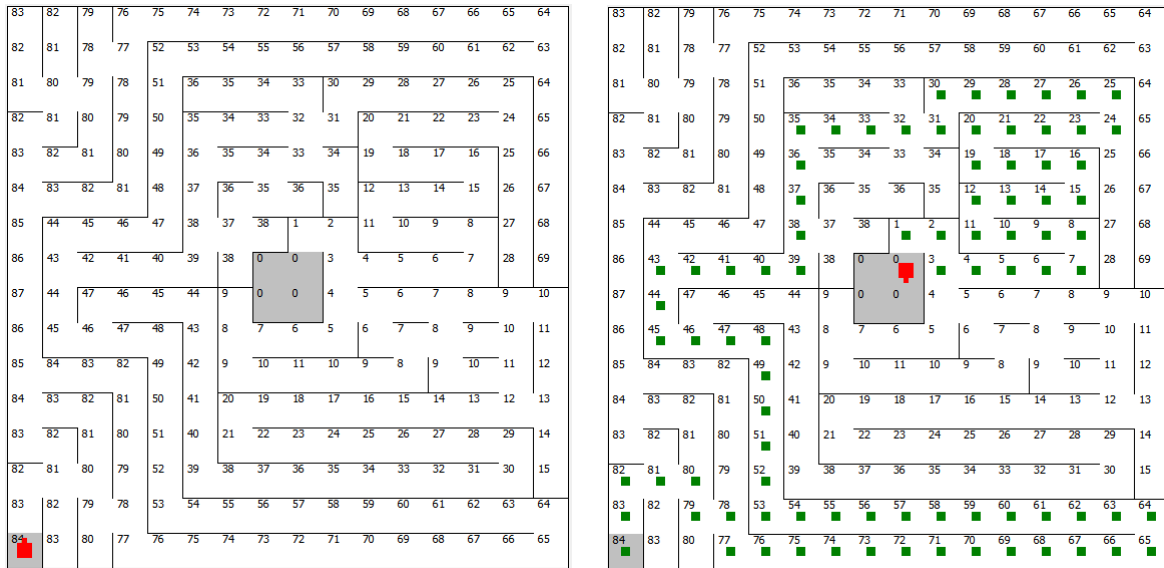 83 82 79 76 75 74 73 72 71 70 69 68 67 66 65 64
82 81 78 77 52 53 54 55 56 57 58 59 60 61 62 63
81 80 79 78 51 36 35 34 33 30 29 28 27 26 25 64
82 81 80 79 50 35 34 33 32 31 20 21 22 23 24 65
83 82 81 80 49 36 35 34 33 34 19 18 17 16 25 66
84 83 82 81 48 37 36 35 36 35 12 13 14 15 26 67
85 44 45 46 47 38 37 38 1 2 11 10 9 8 27 68
86 43 42 41 40 39 38 0 0 3 4 5 6 7 28 69
87 44 47 46 45 44 9 0 0 4 5 6 7 8 9 10
86 45 46 47 48 43 8 7 6 5 6 7 8 9 10 11
85 84 83 82 49 42 9 10 11 10 9 8 9 10 11 12
84 83 82 81 50 41 20 19 18 17 16 15 14 13 12 13
83 82 81 80 51 40 21 22 23 24 25 26 27 28 29 14
82 81 80 79 52 39 38 37 36 35 34 33 32 31 30 15
83 82 79 78 53 54 55 56 57 58 59 60 61 62 63 64
84 83 80 77 76 75 74 73 72 71 70 69 68 67 66 65
83 82 79 76 75 74 73 72 71 70 69 68 67 66 65 64
82 81 78 77 52 53 54 55 56 57 58 59 60 61 62 63
81 80 79 78 51 36 35 34 33 30 29 28 27 26 25 64
82 81 80 79 50 35 34 33 32 31 20 21 22 23 24 65
83 82 81 80 49 36 35 34 33 34 19 18 17 16 25 66
84 83 82 81 48 37 36 35 36 35 12 13 14 15 26 67
85 44 45 46 47 38 37 38 1 2 11 10 9 8 27 68
86 43 42 41 40 39 38 0 0 3 4 5 6 7 28 69
87 44 47 46 45 44 9 0 0 4 5 6 7 8 9 10
86 45 46 47 48 43 8 7 6 5 6 7 8 9 10 11
85 84 83 82 49 42 9 10 11 10 9 8 9 10 11 12
84 83 82 81 50 41 20 19 18 17 16 15 14 13 12 13
83 82 81 80 51 40 21 22 23 24 25 26 27 28 29 14
82 81 80 79 52 39 38 37 36 35 34 33 32 31 30 15
83 82 79 78 53 54 55 56 57 58 59 60 61 62 63 64
84 83 80 77 76 75 74 73 72 71 70 69 68 67 66 65